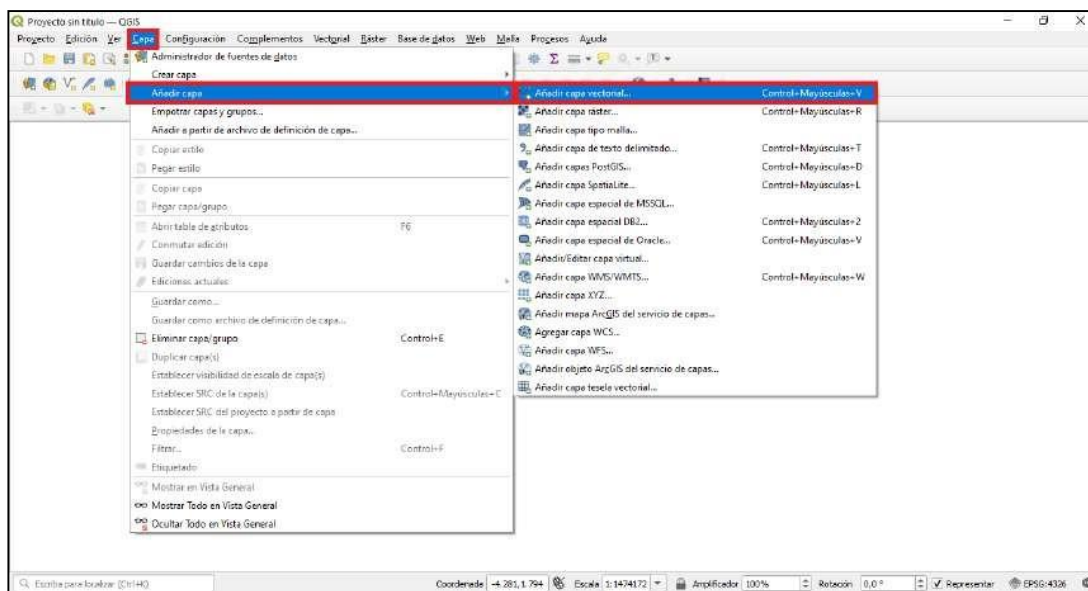 Proyecto sin título — QGIS
Proyecto Edición Ver Capa Configuración Complementos Vectorial Ráster Base de datos Web Malla Procesos Ayuda
Administrador de fuentes de datos
Crear capa
Añadir capa
Empotrar capas y grupos...
Añadir a partir de archivo de definición de capa...
Copiar estilo
Pegar estilo
Copiar capa
Pegar capa/grupo
Abrir tabla de atributos F6
Conmutar edición
Guardar cambios de la capa
Ediciones actuales
Guardar como...
Guardar como archivo de definición de capa...
Eliminar capa/grupo Control+E
Duplicar capa(s)
Establecer visibilidad de escala de capa(s)
Establecer SRC de la capa(s) Control+Mayúsculas+C
Establecer SRC del proyecto a partir de capa
Propiedades de la capa...
Filtrar... Control+F
Etiquetado
Mostrar en Vista General
Mostrar Todo en Vista General
Ocultar Todo en Vista General
Añadir capa vectorial... Control+Mayúsculas+V
Añadir capa ráster... Control+Mayúsculas+R
Añadir capa tipo malla...
Añadir capa de texto delimitado... Control+Mayúsculas+T
Añadir capas PostGIS... Control+Mayúsculas+D
Añadir capa SpatiaLite... Control+Mayúsculas+L
Añadir capa espacial de MSSQL...
Añadir capa espacial DB2... Control+Mayúsculas+2
Añadir capa espacial de Oracle... Control+Mayúsculas+V
Añadir/Editar capa virtual...
Añadir capa WMS/WMTS... Control+Mayúsculas+W
Añadir capa XYZ...
Añadir mapa ArcGIS del servicio de capas...
Agregar capa WCS...
Añadir capa WFS...
Añadir objeto ArcGIS del servicio de capas...
Añadir capa tesela vectorial...
Escriba para localizar (Ctrl+K) Coordenada -4.281,1.794 Escala 1:1474172 Amplificador 100% Rotación 0,0 ° Representar EPSG:4326